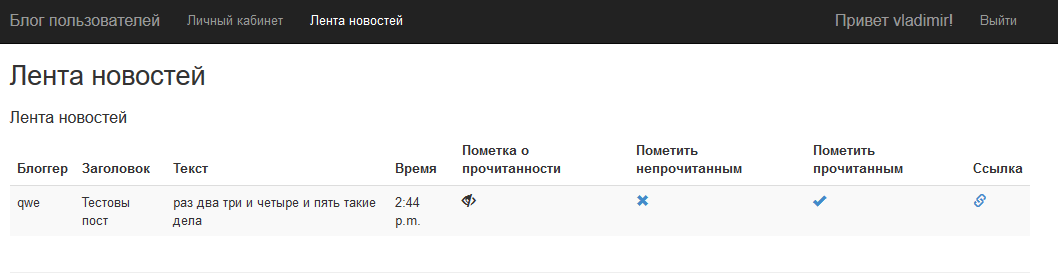 Блог пользователей Личный кабинет Лента новостей Привет vladimir! Выйти
Лента новостей
Лента новостей
Блоггер Заголовок Текст Время Пометка о прочитанности Пометить непрочитанным Пометить прочитанным Ссылка
qwe Тестовы пост раз два три и четыре и пять такие дела 2:44 p.m.